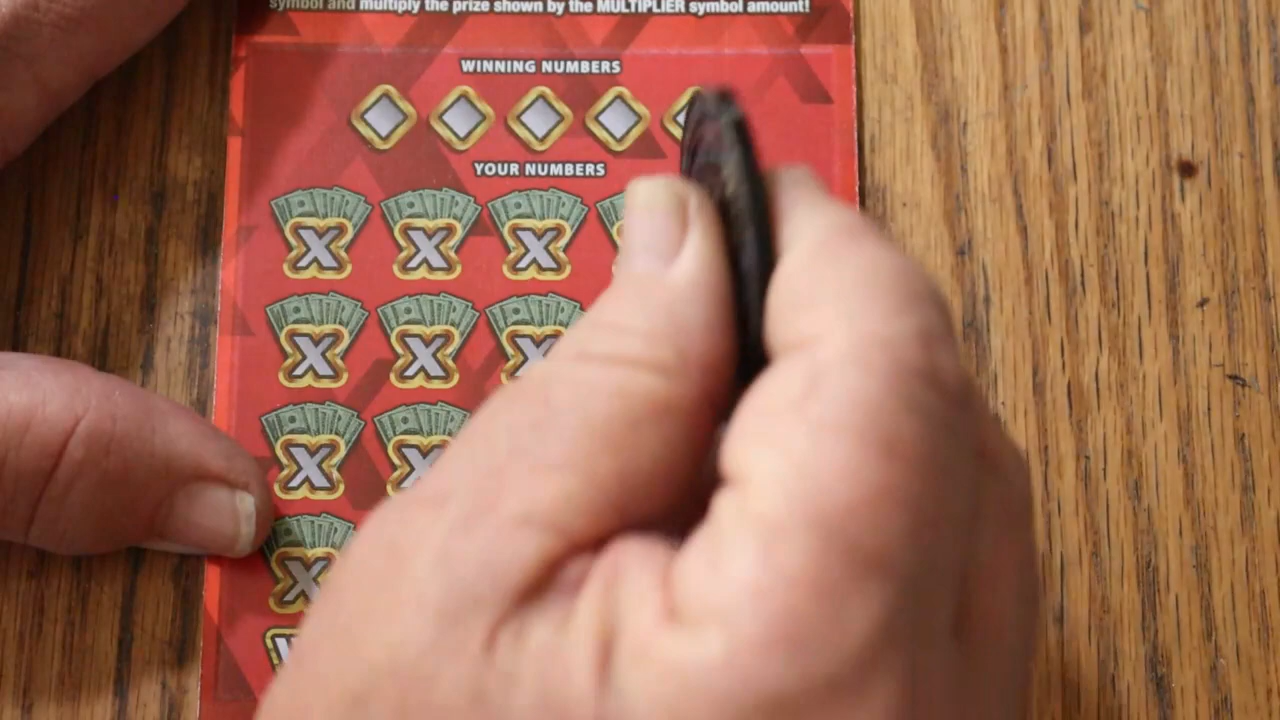 symbol and multiply the prize shown by the MULTIPLIER symbol amount!
WINNING NUMBERS
YOUR NUMBERS
X X X
X X X
X X
X